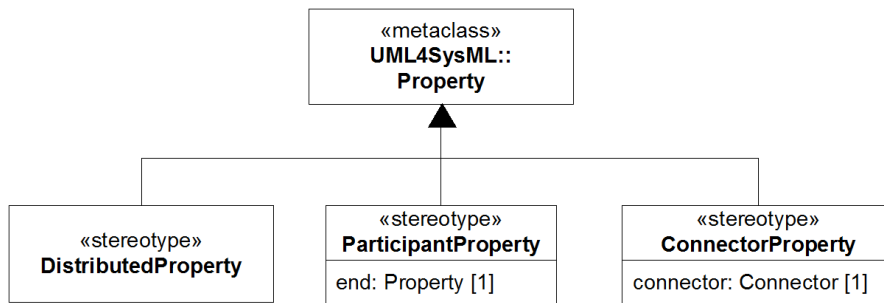 «metaclass»
UML4SysML::
Property
«stereotype»
DistributedProperty
«stereotype»
ParticipantProperty
end: Property [1]
«stereotype»
ConnectorProperty
connector: Connector [1]